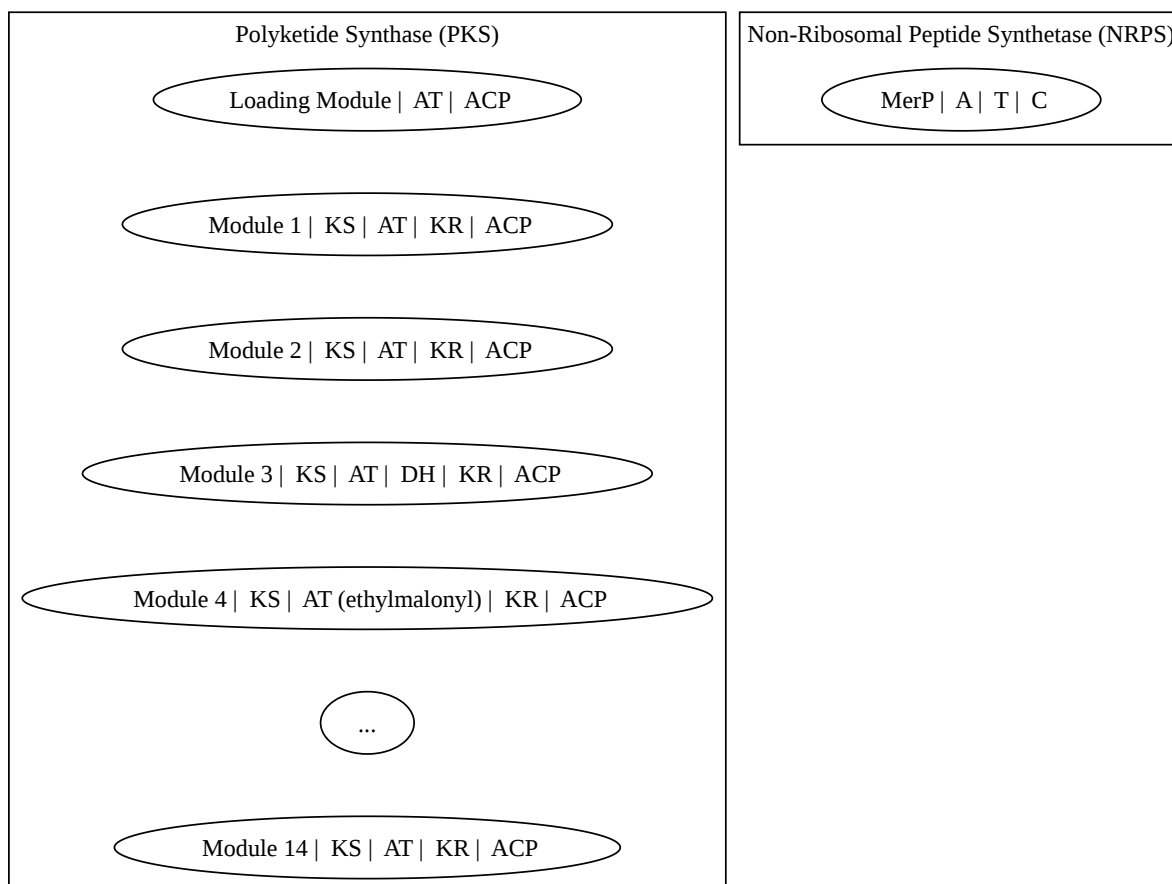 Polyketide Synthase (PKS)
Loading Module | AT | ACP
Module 1 | KS | AT | KR | ACP
Module 2 | KS | AT | KR | ACP
Module 3 | KS | AT | DH | KR | ACP
Module 4 | KS | AT (ethylmalonyl) | KR | ACP
...
Module 14 | KS | AT | KR | ACP
Non-Ribosomal Peptide Synthetase (NRPS)
MerP | A | T | C